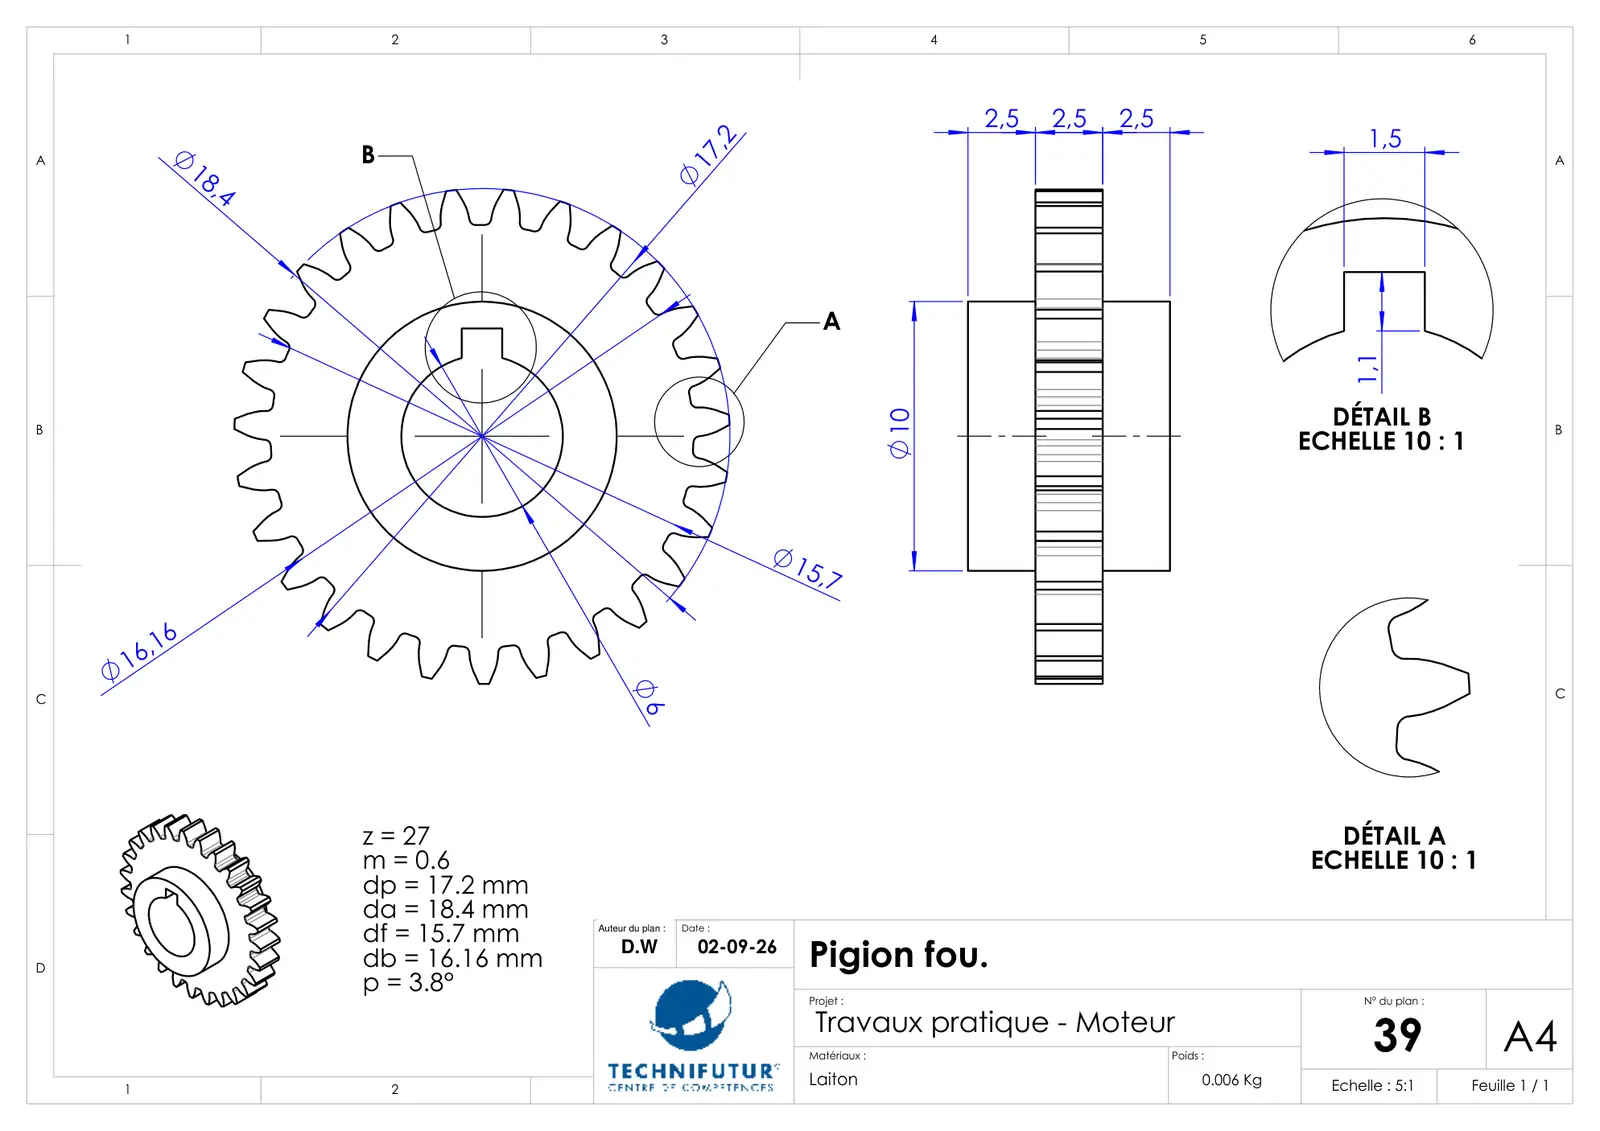 1 2 3 4 5 6
A
B
C
D
A
B
C
1 2
B
A
Ø18,4
Ø17,2
Ø15,7
Ø16,16
Ø6
2,5 2,5 2,5
Ø10
1,5
1,1
DÉTAIL B
ECHELLE 10 : 1
DÉTAIL A
ECHELLE 10 : 1
z = 27
m = 0.6
dp = 17.2 mm
da = 18.4 mm
df = 15.7 mm
db = 16.16 mm
p = 3.8°
Auteur du plan :
D.W
Date :
02-09-26
Pigion fou.
TECHNIFUTUR
CENTRE DE COMPETENCES
Projet :
Travaux pratique - Moteur
Matériaux :
Laiton
Poids :
0.006 Kg
N° du plan :
39
A4
Echelle : 5:1
Feuille 1 / 1